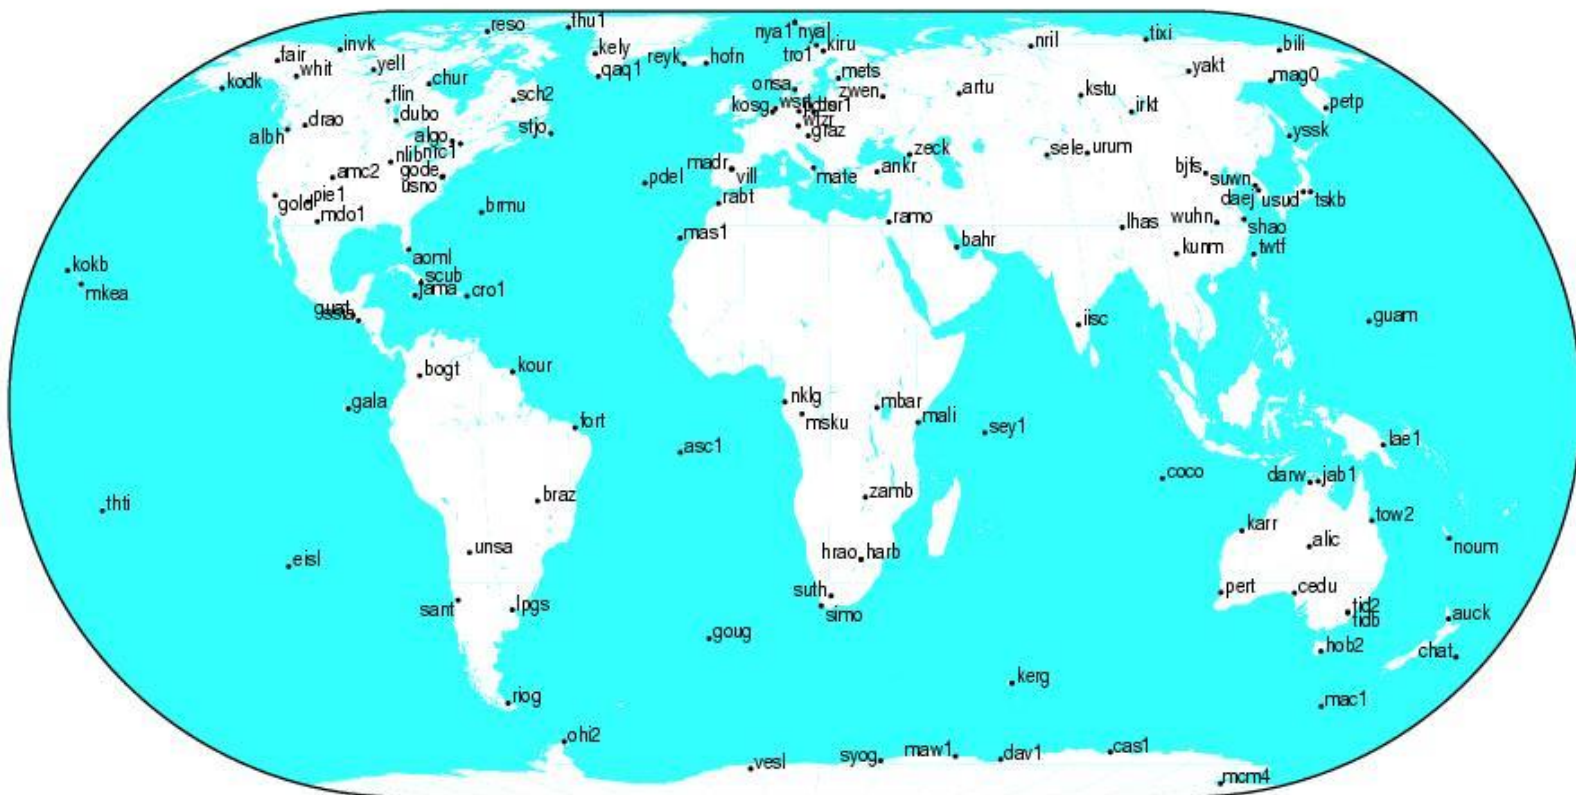 reso
thu1
nya1 nyal
kiru
tixi
invk
fair
kely
reyk
hofn
tro1
nril
bili
whit
yell
qaq1
mets
yakt
kodk
chur
onsa
zwen
artu
kstu
mag0
flin
sch2
kosg
irkt
petp
drao
dubo
albh
algo
stjo
wtzr
graz
yssk
nrc1
zeck
sele
urum
nlib
amc2
gode
usno
pdel
madr
vill
mate
ankr
bjfs
suwn
daej
usud
tskb
gold
pie1
mdo1
brmu
rabt
ramo
lhas
wuhn
shao
mas1
bahr
kunm
twtf
aoml
kokb
mkea
scub
jama
cro1
guat
iisc
guam
bogt
kour
gala
nklg
msku
mbar
mali
fort
sey1
asc1
lae1
coco
darw
jab1
thti
braz
zamb
karr
tow2
unsa
hrao
harb
alic
noum
eisl
suth
simo
pert
cedu
sant
lpgs
tid2
tidb
auck
goug
hob2
chat
kerg
riog
mac1
ohi2
vesl
syog
maw1
dav1
cas1
mcm4